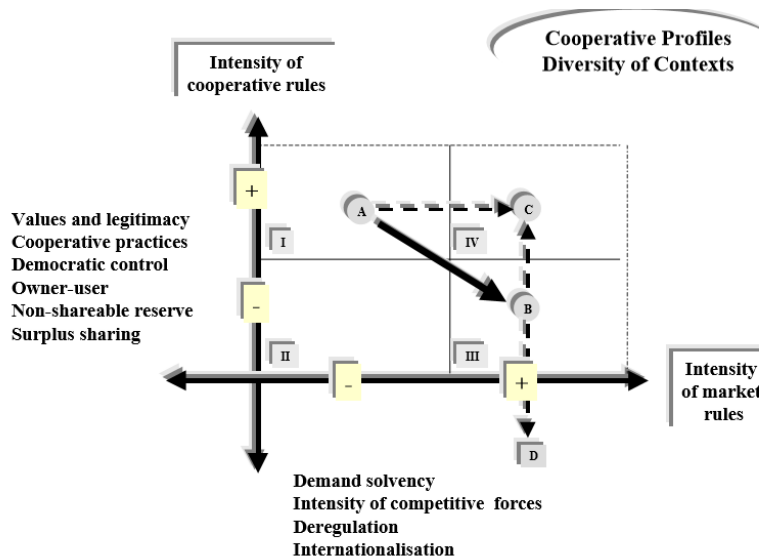 Cooperative Profiles
Diversity of Contexts
Intensity of
cooperative rules
+
A
C
Values and legitimacy
Cooperative practices
Democratic control
Owner-user
Non-shareable reserve
Surplus sharing
I
IV
-
B
II
III
-
+
Intensity
of market
rules
D
Demand solvency
Intensity of competitive forces
Deregulation
Internationalisation